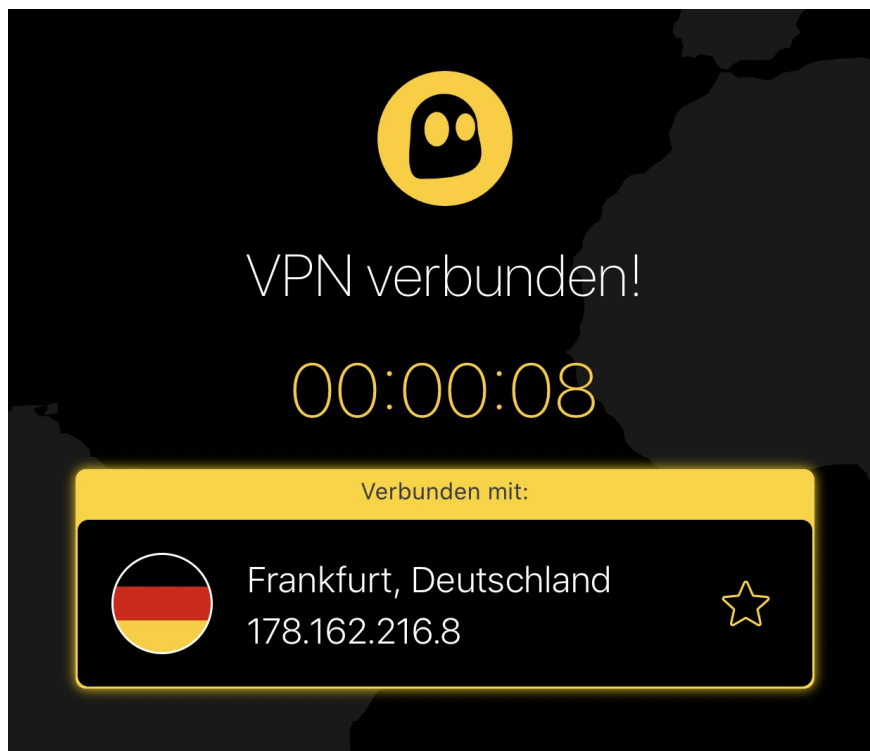 VPN verbunden!
00:00:08
Verbunden mit:
Frankfurt, Deutschland
178.162.216.8